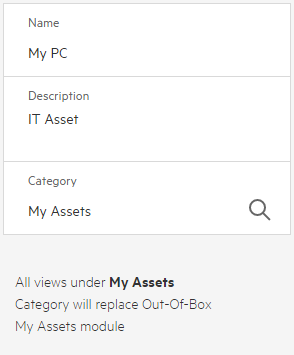 Name
My PC
Description
IT Asset
Category
My Assets
All views under My Assets
Category will replace Out-Of-Box
My Assets module